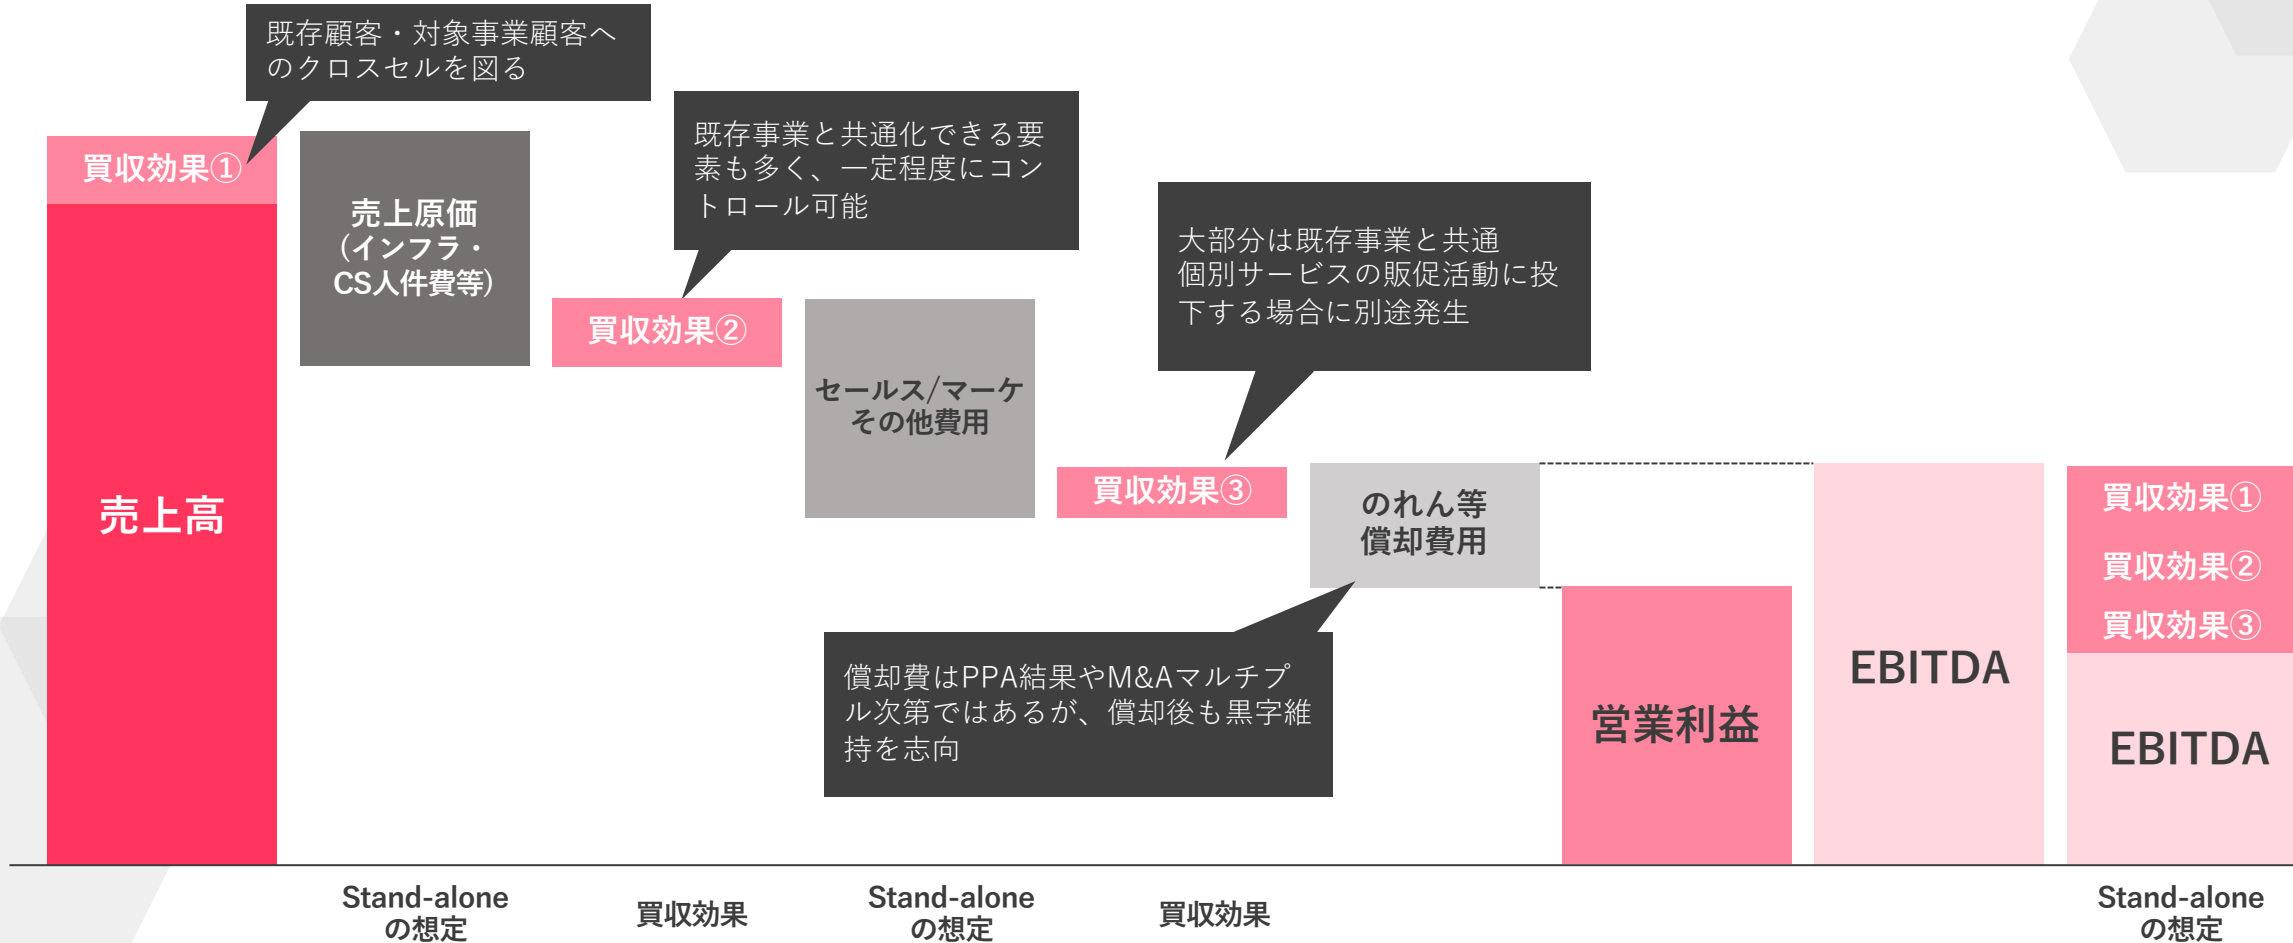 既存顧客・対象事業顧客へ
のクロスセルを図る
買収効果①
売上高
売上原価
(インフラ・
CS人件費等)
既存事業と共通化できる要
素も多く、一定程度にコン
トロール可能
買収効果②
セールス/マーケ
その他費用
大部分は既存事業と共通
個別サービスの販促活動に投
下する場合に別途発生
買収効果③
のれん等
償却費用
償却費はPPA結果やM&Aマルチプ
ル次第ではあるが、償却後も黒字維
持を志向
営業利益
EBITDA
買収効果①
買収効果②
買収効果③
EBITDA
Stand-alone
の想定
買収効果
Stand-alone
の想定
買収効果
Stand-alone
の想定